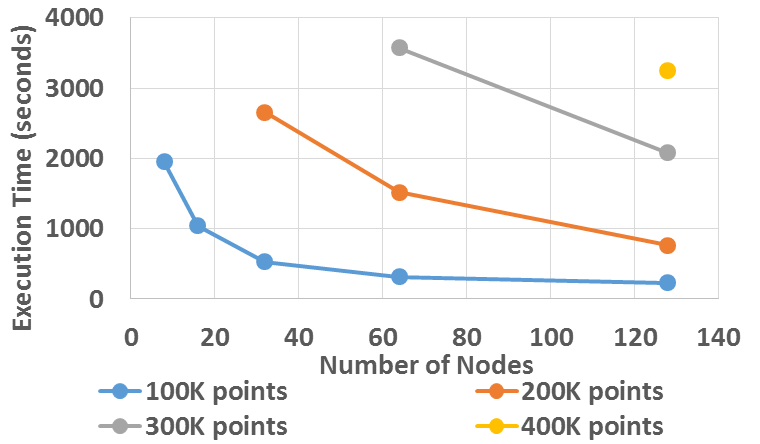 4000
3000
2000
1000
0
Execution Time (seconds)
0 20 40 60 80 100 120 140
Number of Nodes
100K points 200K points
300K points 400K points